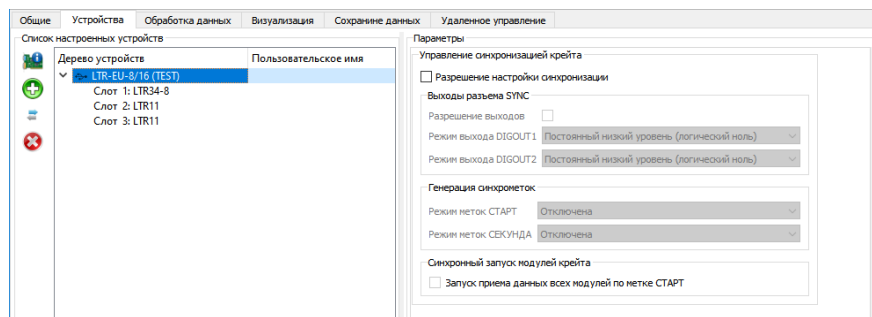 Общие Устройства Обработка данных Визуализация Сохранине данных Удаленное управление
Список настроенных устройств
Дерево устройств Пользовательское имя
LTR-EU-8/16 (TEST)
Слот 1: LTR34-8
Слот 2: LTR11
Слот 3: LTR11
Параметры
Управление синхронизацией крейта
Разрешение настройки синхронизации
Выходы разъема SYNC
Разрешение выходов
Режим выхода DIGOUT1 Постоянный низкий уровень (логический ноль)
Режим выхода DIGOUT2 Постоянный низкий уровень (логический ноль)
Генерация синхрометок
Режим меток СТАРТ Отключена
Режим меток СЕКУНДА Отключена
Синхронный запуск модулей крейта
Запуск приема данных всех модулей по метке СТАРТ